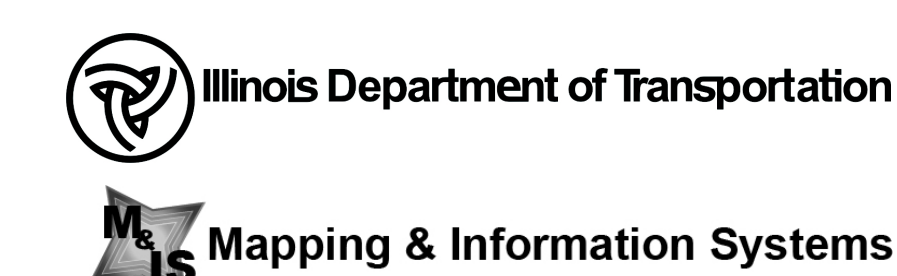 Illinois Department of Transportation
M&IS Mapping & Information Systems